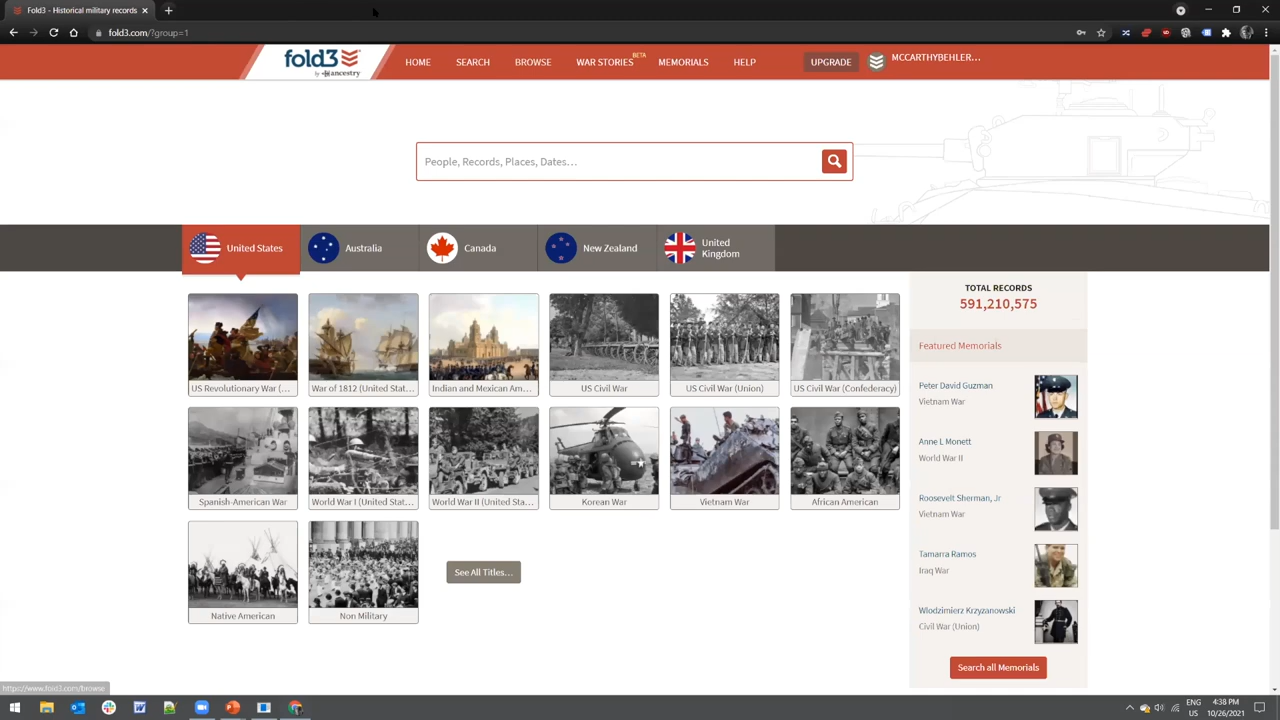 Fold3 - Historical military records
fold3.com/?group=1
fold3
by ancestry
HOME
SEARCH
BROWSE
WAR STORIES
BETA
MEMORIALS
HELP
UPGRADE
MCCARTHYBEHLER...
People, Records, Places, Dates...
United States
Australia
Canada
New Zealand
United
Kingdom
US Revolutionary War (...
War of 1812 (United Stat...
Indian and Mexican Am...
US Civil War
US Civil War (Union)
US Civil War (Confederacy)
Spanish-American War
World War I (United Stat...
World War II (United Sta...
Korean War
Vietnam War
African American
Native American
Non Military
See All Titles...
TOTAL RECORDS
591,210,575
Featured Memorials
Peter David Guzman
Vietnam War
Anne L Monett
World War II
Roosevelt Sherman, Jr
Vietnam War
Tamarra Ramos
Iraq War
Wlodzimierz Krzyzanowski
Civil War (Union)
Search all Memorials
https://www.fold3.com/browse
ENG
US
4:38 PM
10/26/2021